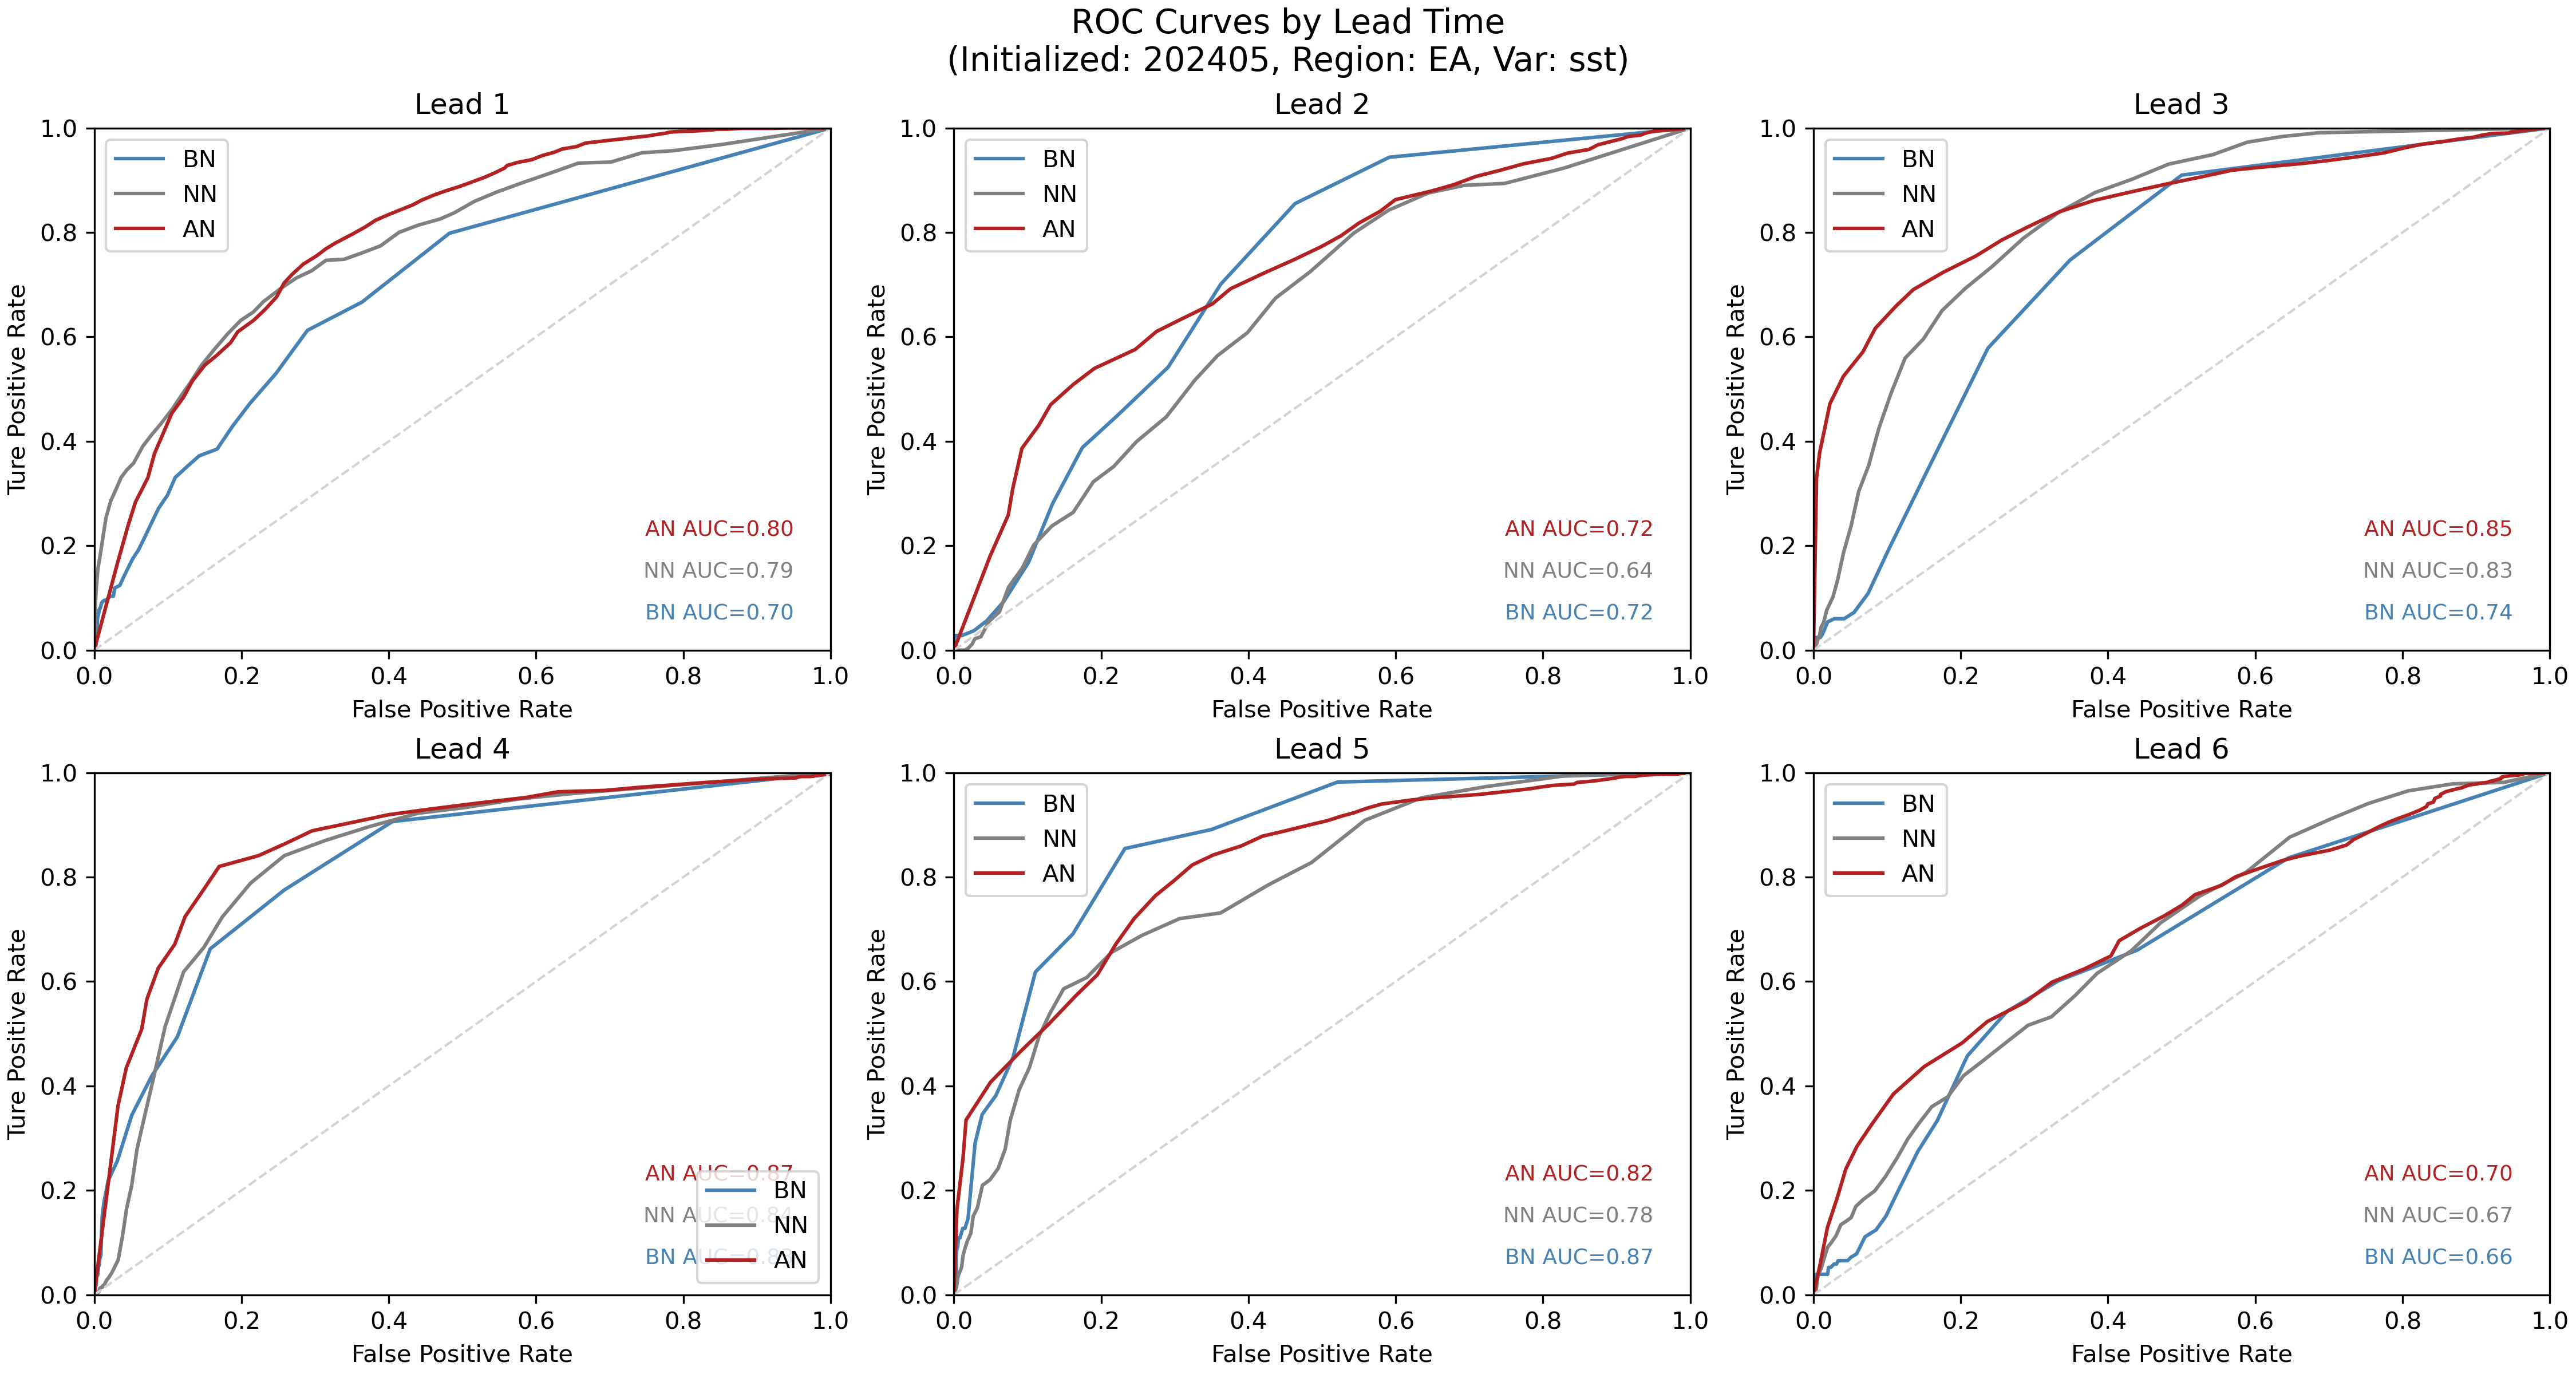 ROC Curves by Lead Time
(Initialized: 202405, Region: EA, Var: sst)
Lead 1
1.0
0.8
0.6
0.4
0.2
0.0
Ture Positive Rate
BN
NN
AN
AN AUC=0.80
NN AUC=0.79
BN AUC=0.70
0.0 0.2 0.4 0.6 0.8 1.0
False Positive Rate
Lead 2
1.0
0.8
0.6
0.4
0.2
0.0
Ture Positive Rate
BN
NN
AN
AN AUC=0.72
NN AUC=0.64
BN AUC=0.72
0.0 0.2 0.4 0.6 0.8 1.0
False Positive Rate
Lead 3
1.0
0.8
0.6
0.4
0.2
0.0
Ture Positive Rate
BN
NN
AN
AN AUC=0.85
NN AUC=0.83
BN AUC=0.74
0.0 0.2 0.4 0.6 0.8 1.0
False Positive Rate
Lead 4
1.0
0.8
0.6
0.4
0.2
0.0
Ture Positive Rate
AN AUC=0.87
NN AUC=0.84
BN
BN
NN
AN
0.0 0.2 0.4 0.6 0.8 1.0
False Positive Rate
Lead 5
1.0
0.8
0.6
0.4
0.2
0.0
Ture Positive Rate
BN
NN
AN
AN AUC=0.82
NN AUC=0.78
BN AUC=0.87
0.0 0.2 0.4 0.6 0.8 1.0
False Positive Rate
Lead 6
1.0
0.8
0.6
0.4
0.2
0.0
Ture Positive Rate
BN
NN
AN
AN AUC=0.70
NN AUC=0.67
BN AUC=0.66
0.0 0.2 0.4 0.6 0.8 1.0
False Positive Rate